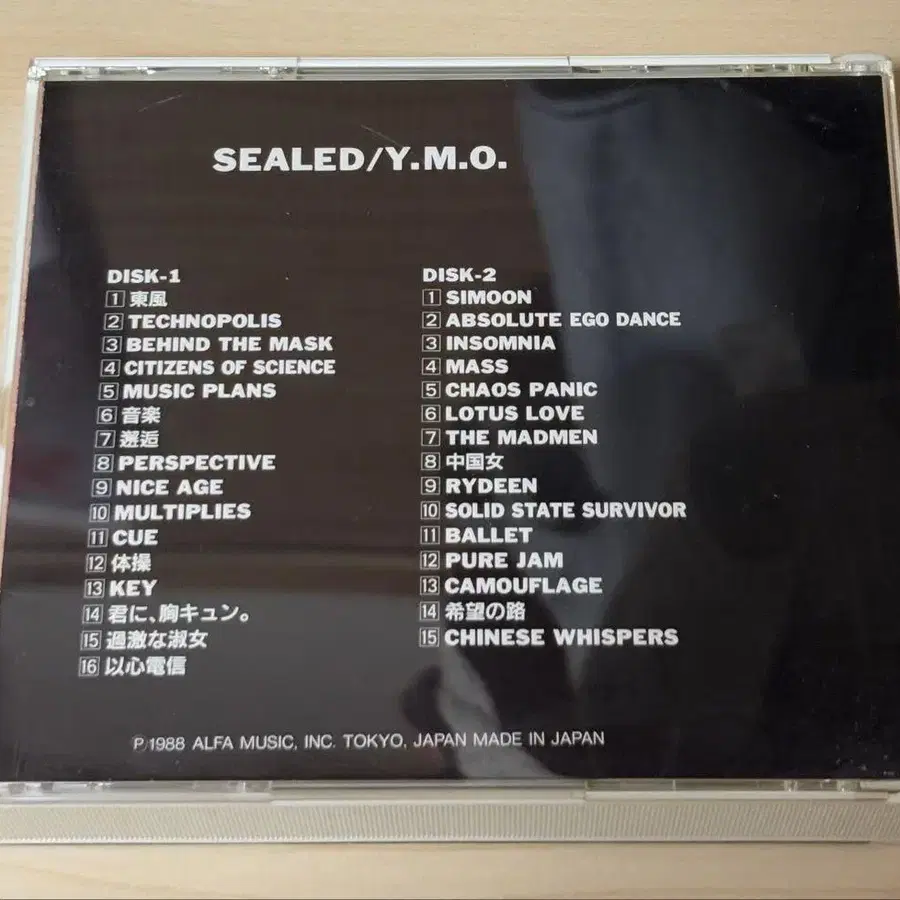 SEALED/Y.M.O.
DISK-1
1 東風
2 TECHNOPOLIS
3 BEHIND THE MASK
4 CITIZENS OF SCIENCE
5 MUSIC PLANS
6 音楽
7 邂逅
8 PERSPECTIVE
9 NICE AGE
10 MULTIPLIES
11 CUE
12 体操
13 KEY
14 君に、胸キュン。
15 過激な淑女
16 以心電信
DISK-2
1 SIMOON
2 ABSOLUTE EGO DANCE
3 INSOMNIA
4 MASS
5 CHAOS PANIC
6 LOTUS LOVE
7 THE MADMEN
8 中国女
9 RYDEEN
10 SOLID STATE SURVIVOR
11 BALLET
12 PURE JAM
13 CAMOUFLAGE
14 希望の路
15 CHINESE WHISPERS
℗1988 ALFA MUSIC, INC. TOKYO, JAPAN MADE IN JAPAN